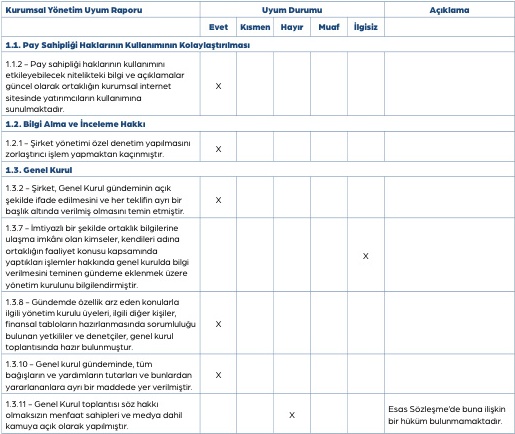 Kurumsal Yönetim Uyum Raporu Uyum Durumu Açıklama
Evet Kısmen Hayır Muaf İlgisiz
1.1. Pay Sahipliği Haklarının Kullanımının Kolaylaştırılması
1.1.2 - Pay sahipliği haklarının kullanımını
etkileyebilecek nitelikteki bilgi ve açıklamalar
güncel olarak ortaklığın kurumsal internet
sitesinde yatırımcıların kullanımına
sunulmaktadır.
X
1.2. Bilgi Alma ve İnceleme Hakkı
1.2.1 - Şirket yönetimi özel denetim yapılmasını
zorlaştırıcı işlem yapmaktan kaçınmıştır.
X
1.3. Genel Kurul
1.3.2 - Şirket, Genel Kurul gündeminin açık
şekilde ifade edilmesini ve her teklifin ayrı bir
başlık altında verilmiş olmasını temin etmiştir.
X
1.3.7 - İmtiyazlı bir şekilde ortaklık bilgilerine
ulaşma imkânı olan kimseler, kendileri adına
ortaklığın faaliyet konusu kapsamında
yaptıkları işlemler hakkında genel kurulda bilgi
verilmesini teminen gündeme eklenmek üzere
yönetim kurulunu bilgilendirmiştir.
X
1.3.8 - Gündemde özellik arz eden konularla
ilgili yönetim kurulu üyeleri, ilgili diğer kişiler,
finansal tabloların hazırlanmasında sorumluluğu
bulunan yetkililer ve denetçiler, genel kurul
toplantısında hazır bulunmuştur.
X
1.3.10 - Genel kurul gündeminde, tüm
bağışların ve yardımların tutarları ve bunlardan
yararlananlara ayrı bir maddede yer verilmiştir.
X
1.3.11 - Genel Kurul toplantısı söz hakkı
olmaksızın menfaat sahipleri ve medya dahil
kamuya açık olarak yapılmıştır.
X
Esas Sözleşme'de buna ilişkin
bir hüküm bulunmamaktadır.